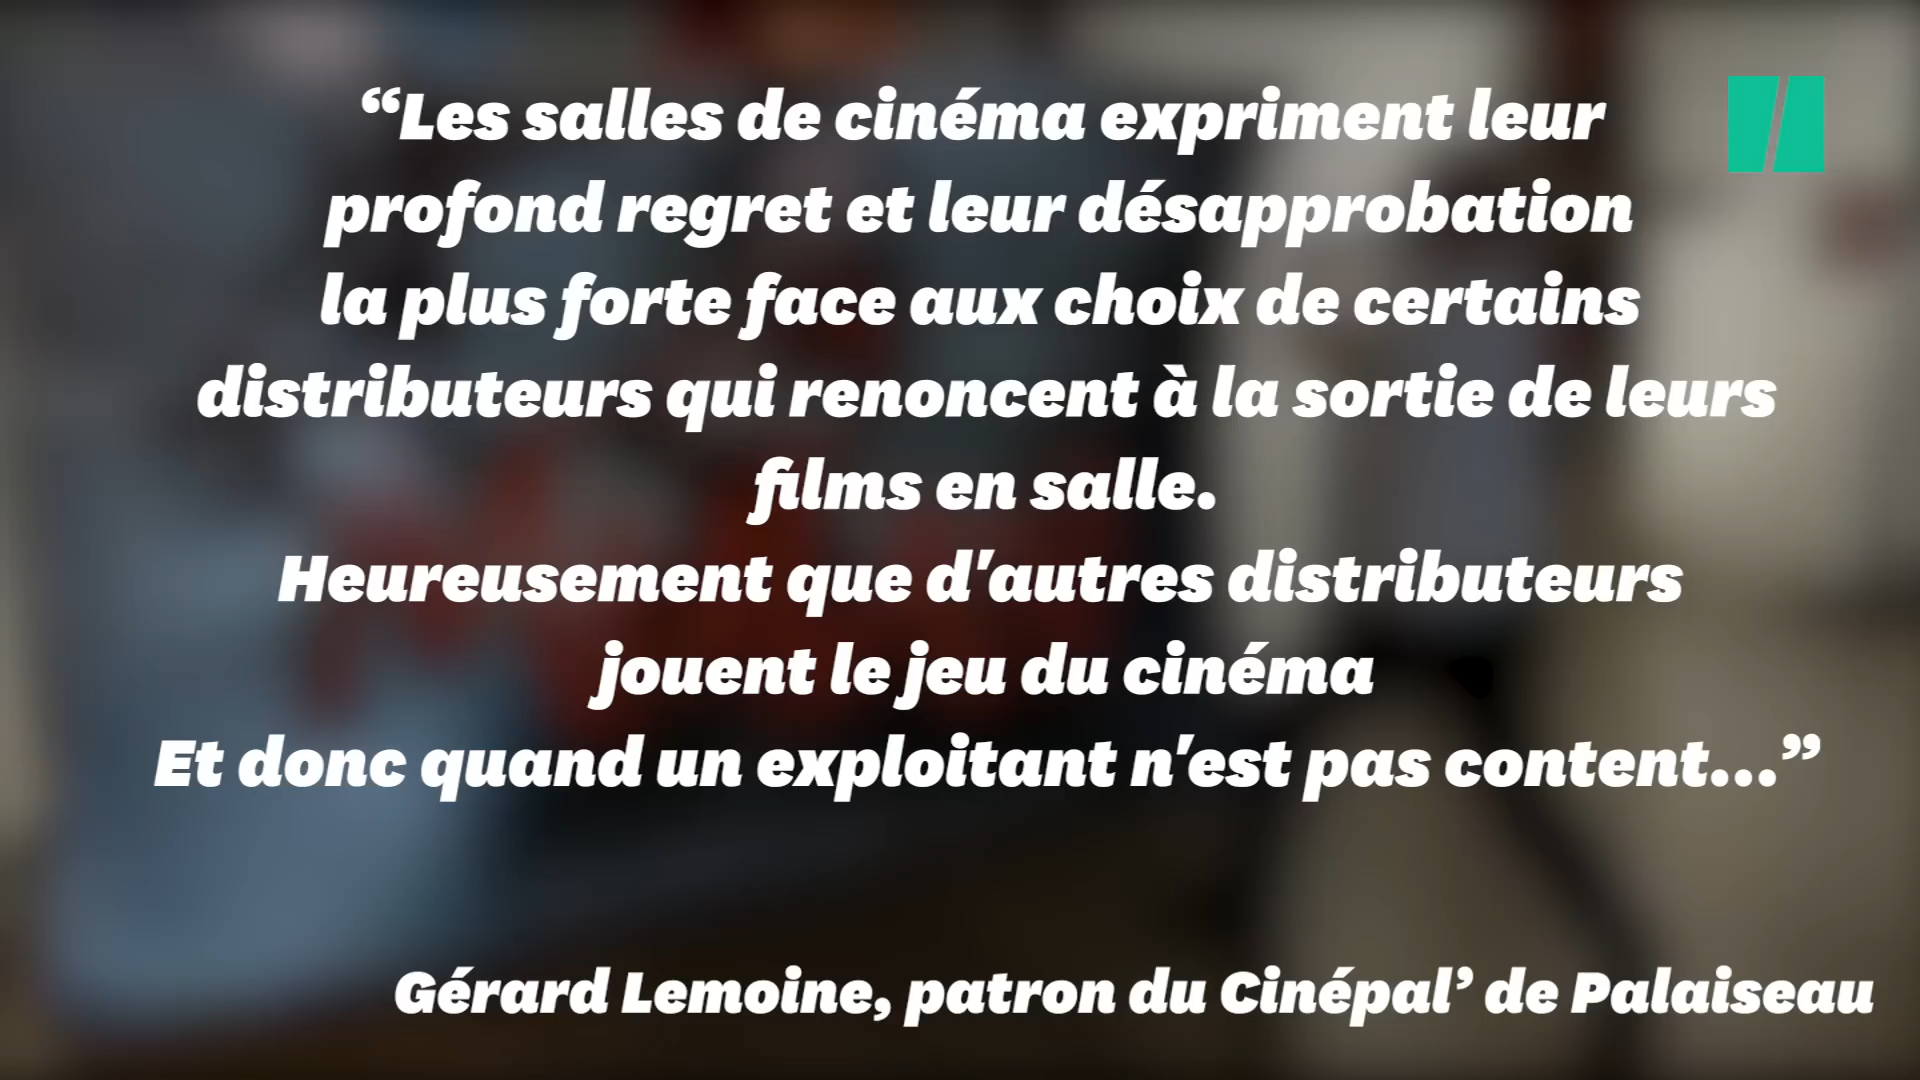 “Les salles de cinéma expriment leur
profond regret et leur désapprobation
la plus forte face aux choix de certains
distributeurs qui renoncent à la sortie de leurs
films en salle.
Heureusement que d'autres distributeurs
jouent le jeu du cinéma
Et donc quand un exploitant n'est pas content...”
Gérard Lemoine, patron du Cinépal’ de Palaiseau